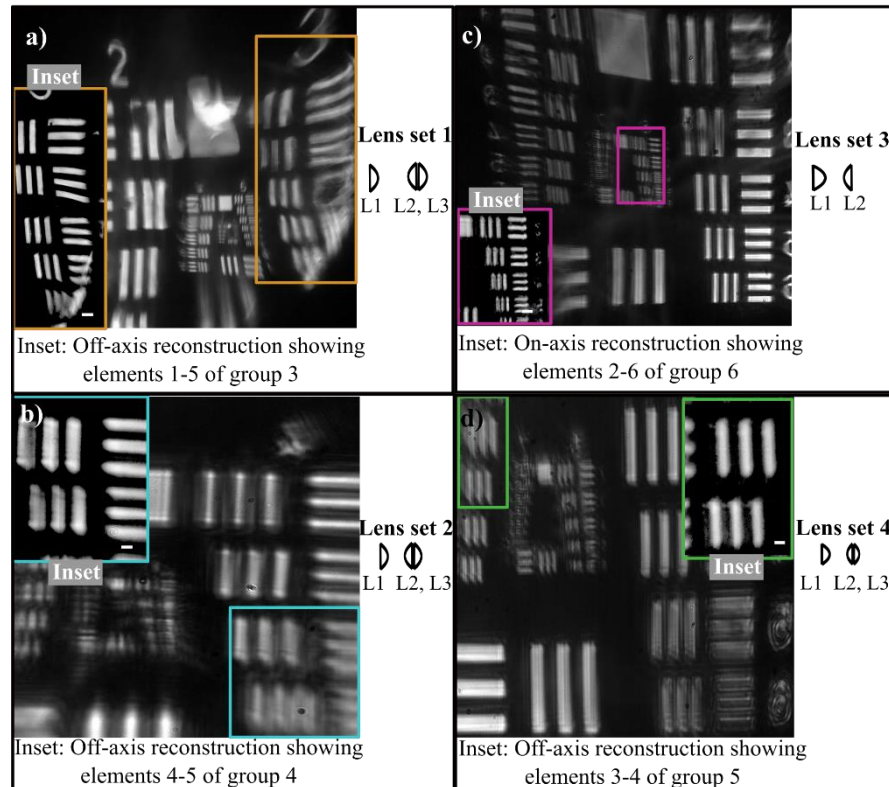 a)
Inset
2
Lens set 1
L1 L2, L3
Inset: Off-axis reconstruction showing
elements 1-5 of group 3
c)
Inset
Lens set 3
L1 L2
Inset: On-axis reconstruction showing
elements 2-6 of group 6
b)
Inset
Lens set 2
L1 L2, L3
Inset: Off-axis reconstruction showing
elements 4-5 of group 4
d)
Inset
Lens set 4
L1 L2, L3
Inset: Off-axis reconstruction showing
elements 3-4 of group 5